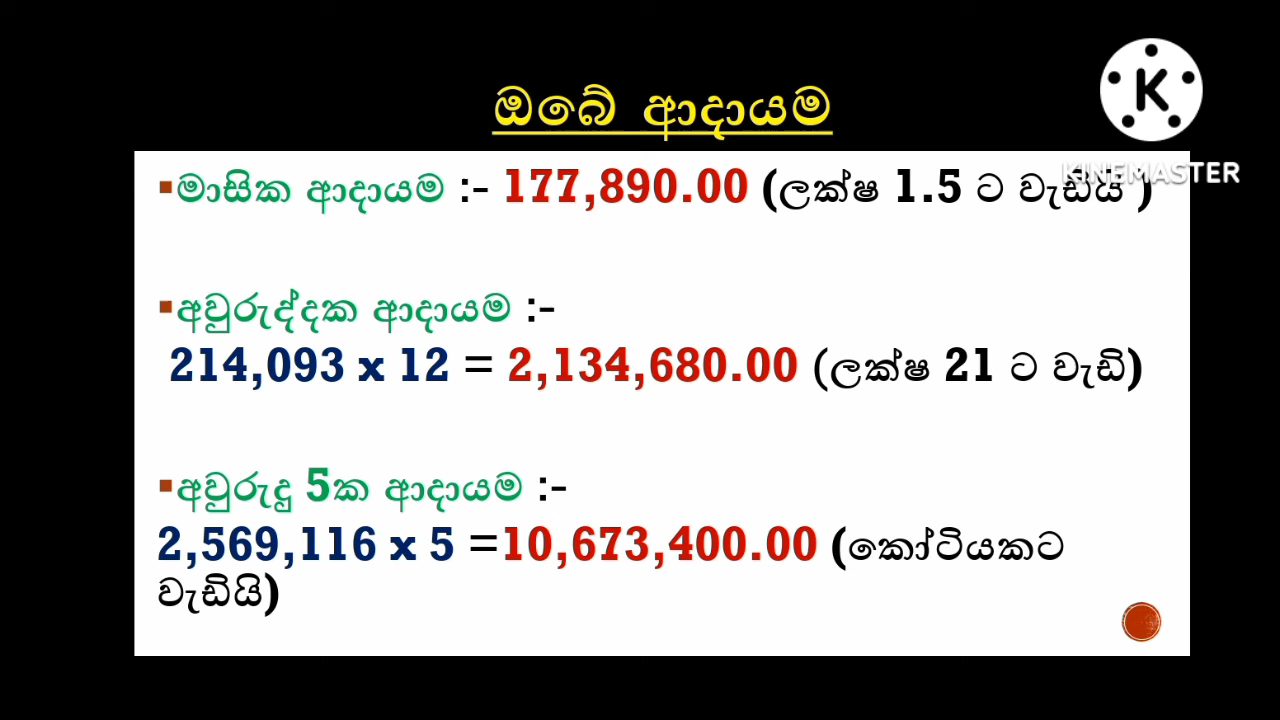 ඔබේ ආදායම
K
KINEMASTER
▪මාසික ආදායම :- 177,890.00 (ලක්ෂ 1.5 ට වැඩියි )
▪අවුරුද්දක ආදායම :-
214,093 x 12 = 2,134,680.00 (ලක්ෂ 21 ට වැඩි)
▪අවුරුදු 5ක ආදායම :-
2,569,116 x 5 =10,673,400.00 (කෝටියකට
වැඩියි)